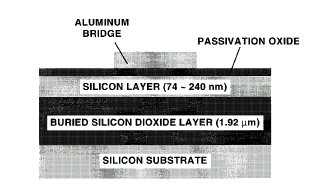 ALUMINUM
BRIDGE
PASSIVATION OXIDE
SILICON LAYER (74 ~ 240 nm)
BURIED SILICON DIOXIDE LAYER (1.92 μm)
SILICON SUBSTRATE